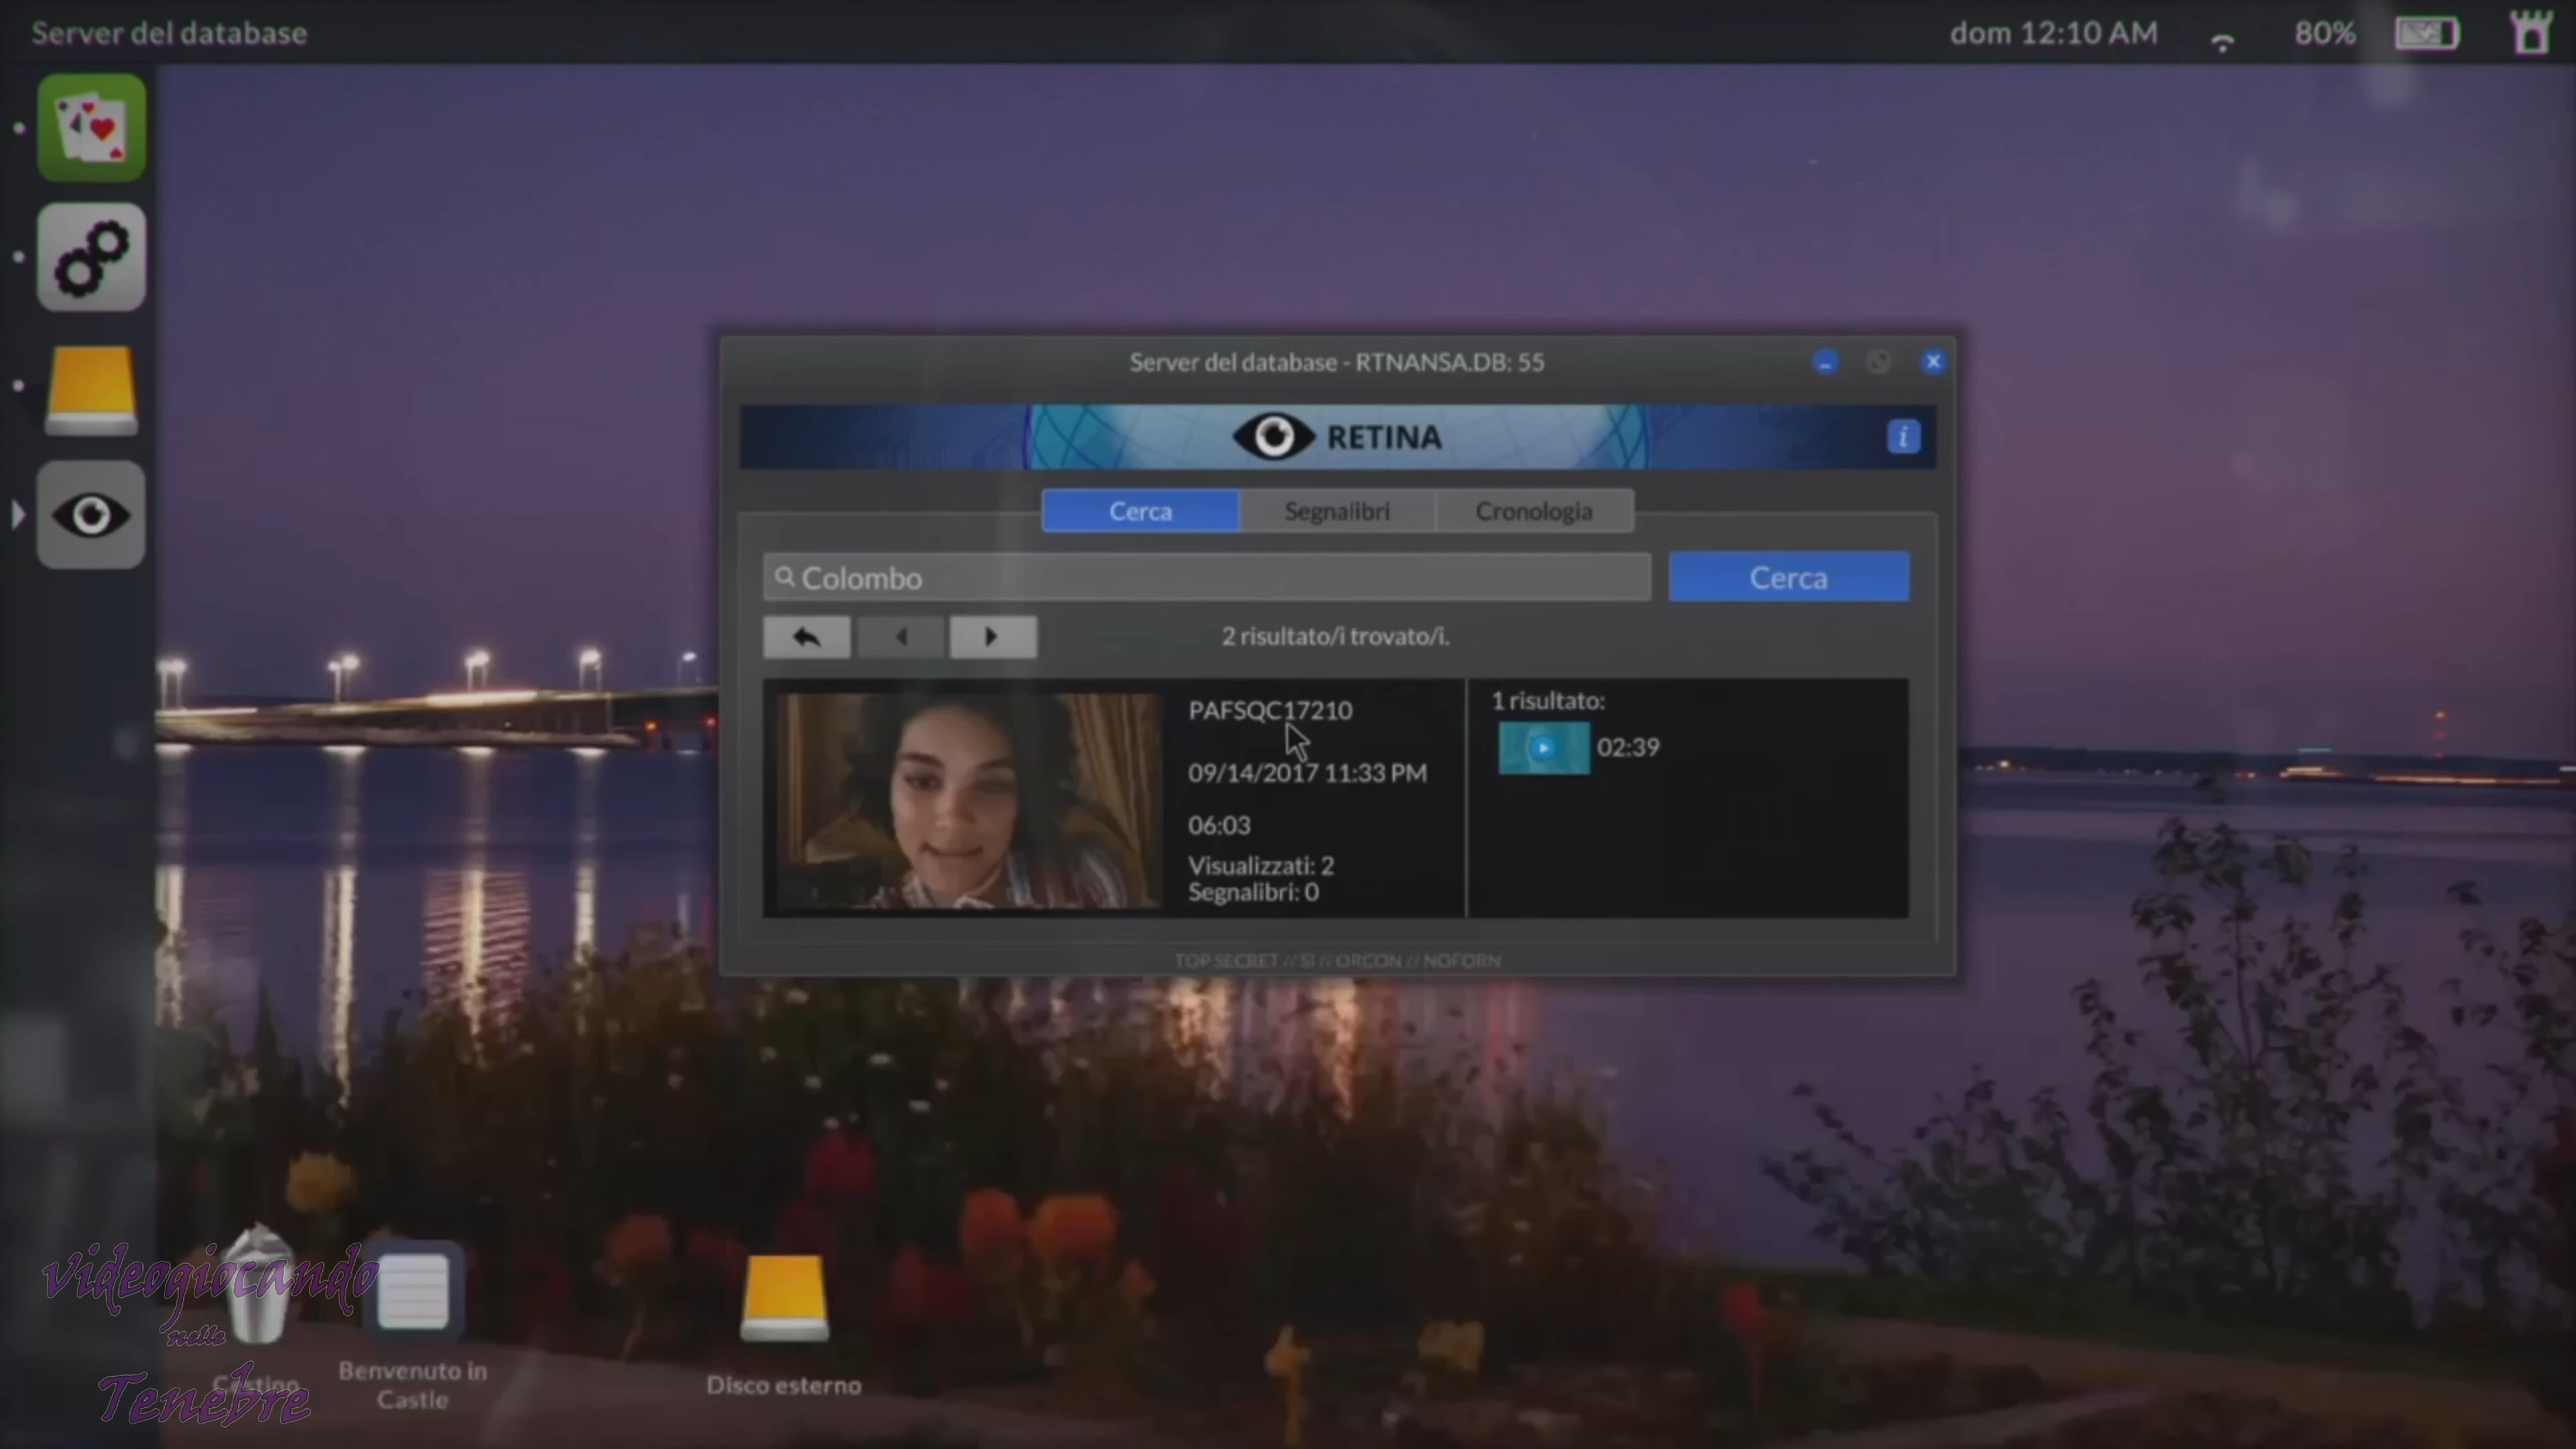 Server del database
dom 12:10 AM
80%
Server del database - RTNANSA.DB: 55
RETINA
i
Cerca
Segnalibri
Cronologia
Colombo
Cerca
2 risultato/i trovato/i.
PAFSQC17210
09/14/2017 11:33 PM
06:03
Visualizzati: 2
Segnalibri: 0
1 risultato:
02:39
TOP SECRET // SI // ORCON // NOFORN
videogiocando
nelle
Tenebre
Cestino
Benvenuto in
Castle
Disco esterno